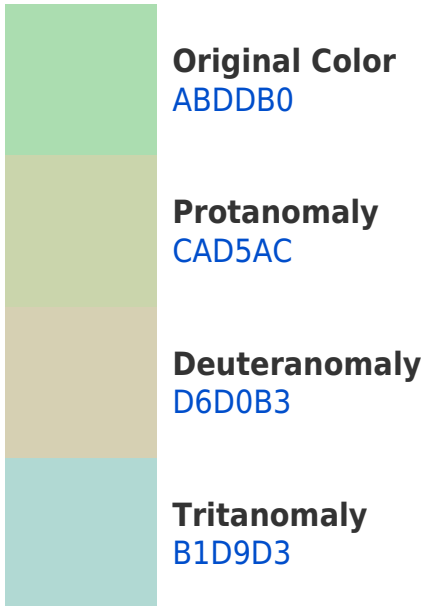 Original Color
ABDDB0
Protanomaly
CAD5AC
Deuteranomaly
D6D0B3
Tritanomaly
B1D9D3